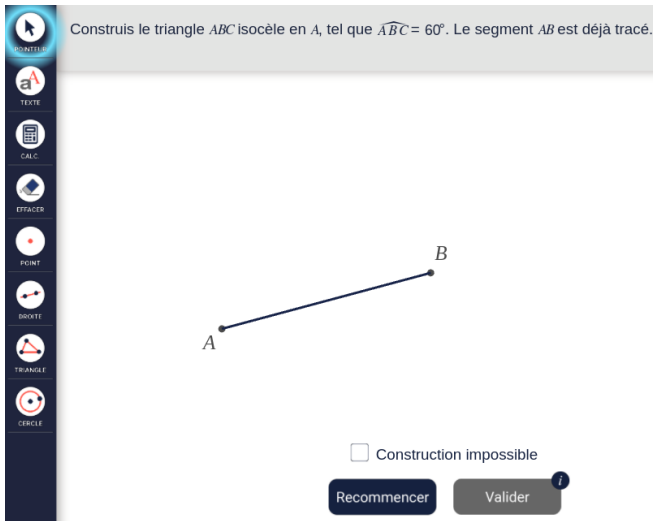 Construis le triangle ABC isocèle en A, tel que ABC = 60°. Le segment AB est déjà tracé.
POINTEUR
aA
TEXTE
CALC.
EFFACER
POINT
DROITE
TRIANGLE
CERCLE
B
A
Construction impossible
Recommencer
Valider
i